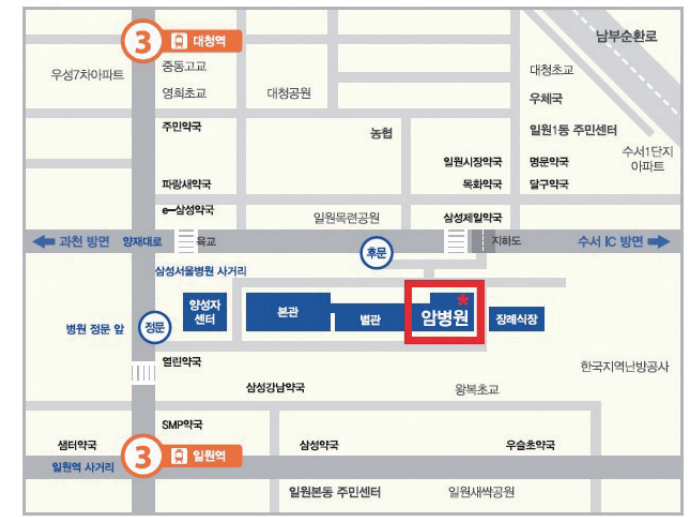 남부순환로
3 대청역
우성7차아파트
중동고교
대청초교
영희초교
대청공원
우체국
주민약국
농협
일원1동 주민센터
수서1단지
아파트
일원시장약국
명문약국
파랑새약국
목화약국
달구약국
e-삼성약국
일원목련공원
삼성제일약국
과천 방면
양재대로
육교
후문
지하도
수서 IC 방면
삼성서울병원 사거리
양성자
센터
본관
별관
암병원
*
장례식장
병원 정문 앞
정문
열린약국
한국지역난방공사
삼성강남약국
왕복초교
SMP약국
샘터약국
3 일원역
삼성약국
우슬초약국
일원역 사거리
일원본동 주민센터
일원새싹공원